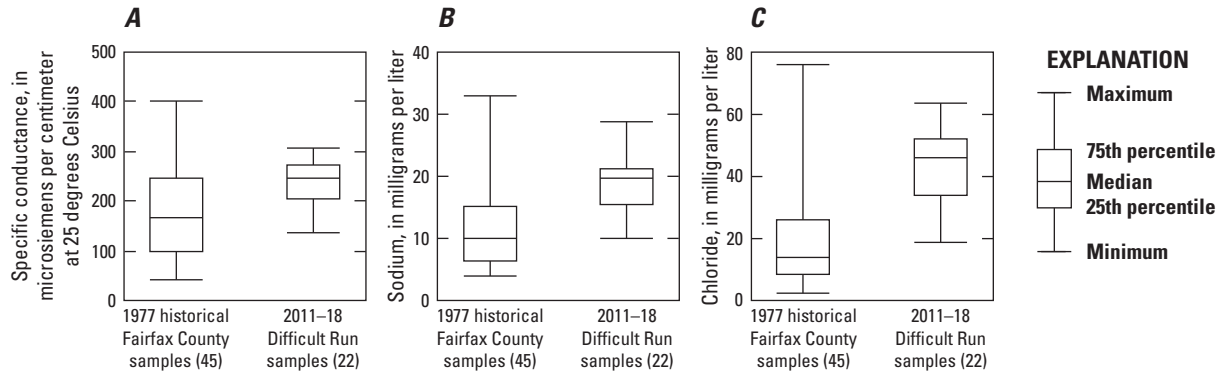 A
Specific conductance, in
microsiemens per centimeter
at 25 degrees Celsius
500
400
300
200
100
0
1977 historical
Fairfax County
samples (45)
2011–18
Difficult Run
samples (22)
B
Sodium, in milligrams per liter
40
30
20
10
0
1977 historical
Fairfax County
samples (45)
2011–18
Difficult Run
samples (22)
C
Chloride, in milligrams per liter
80
60
40
20
0
1977 historical
Fairfax County
samples (45)
2011–18
Difficult Run
samples (22)
EXPLANATION
Maximum
75th percentile
Median
25th percentile
Minimum